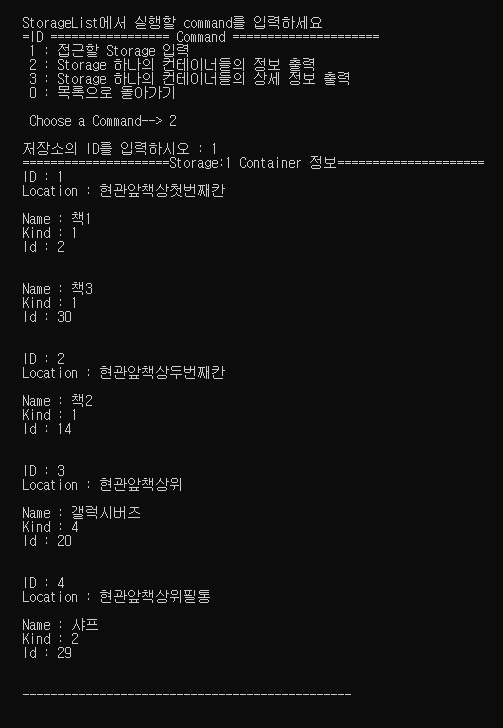 StorageList에서 실행할 command를 입력하세요
=ID ================= Command =====================
1 : 접근할 Storage 입력
2 : Storage 하나의 컨테이너들의 정보 출력
3 : Storage 하나의 컨테이너들의 상세 정보 출력
0 : 목록으로 돌아가기
Choose a Command--> 2
저장소의 ID를 입력하시오 : 1
=====================Storage:1 Container 정보=====================
ID : 1
Location : 현관앞책상첫번째칸
Name : 책1
Kind : 1
Id : 2
Name : 책3
Kind : 1
Id : 30
ID : 2
Location : 현관앞책상두번째칸
Name : 책2
Kind : 1
Id : 14
ID : 3
Location : 현관앞책상위
Name : 갤럭시버즈
Kind : 4
Id : 20
ID : 4
Location : 현관앞책상위필통
Name : 샤프
Kind : 2
Id : 29
-----------------------------------------------